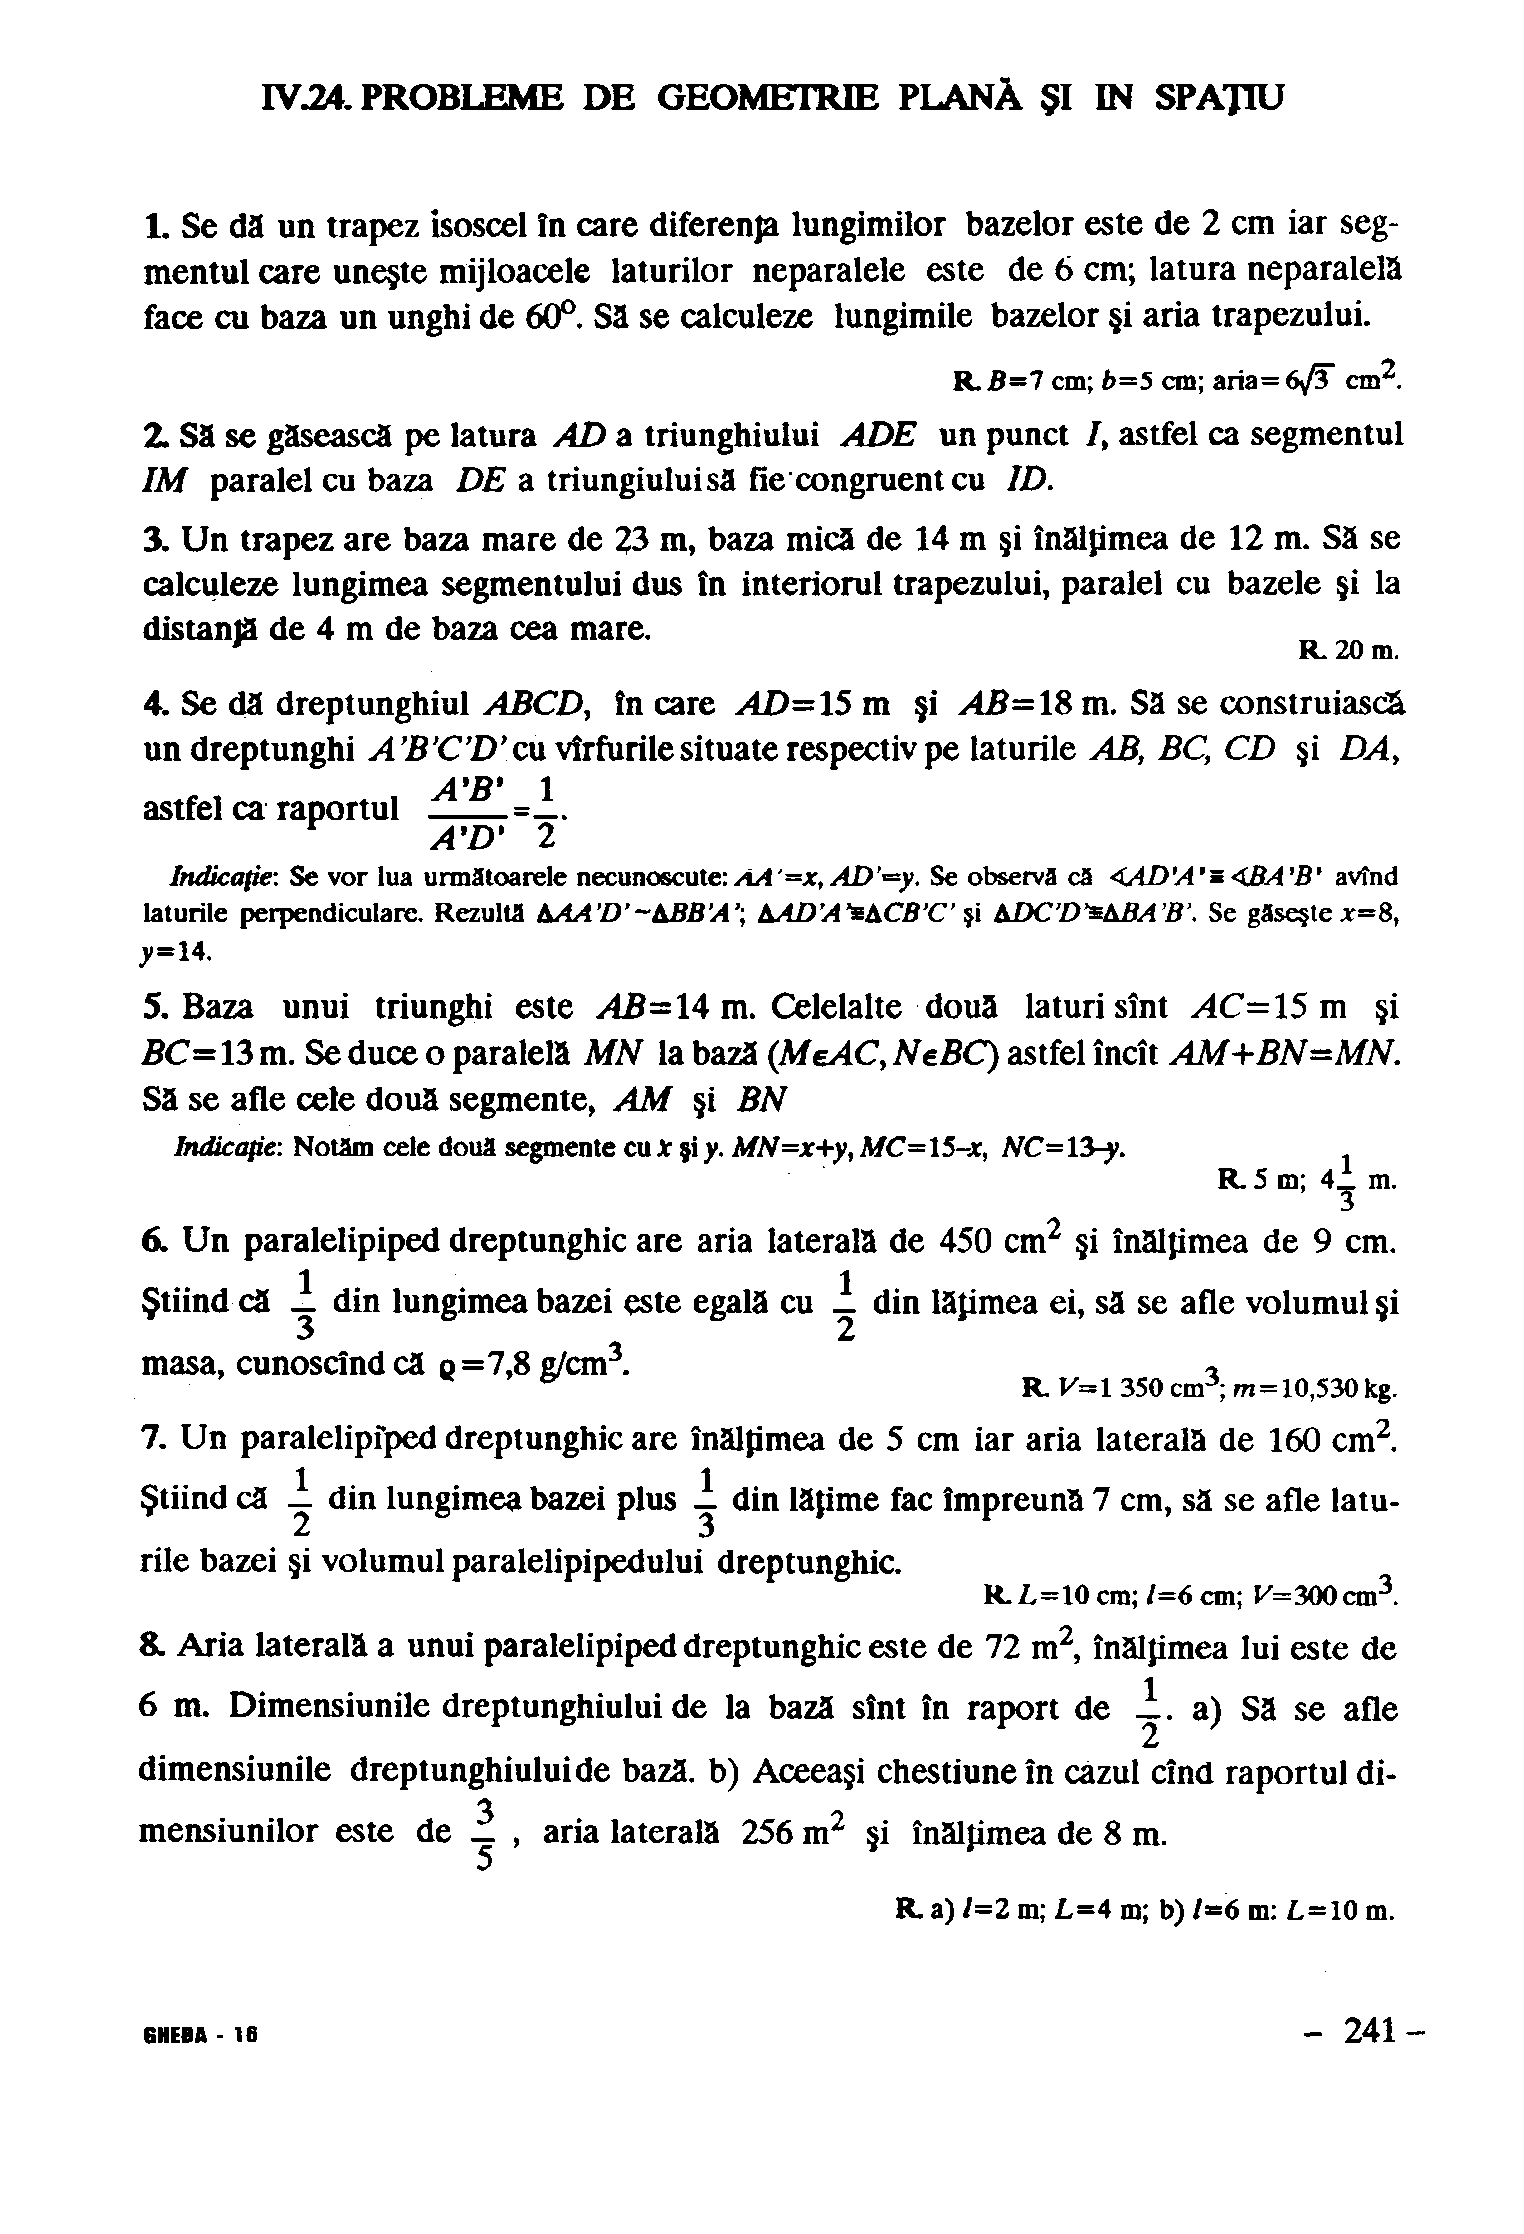 IV.24. PROBLEME DE GEOMETRIE PLANĂ ŞI IN SPAŢIU
1. Se dă un trapez isoscel în care diferenţa lungimilor bazelor este de 2 cm iar seg-
mentul care uneşte mijloacele laturilor neparalele este de 6 cm; latura neparalelă
face cu baza un unghi de 60°. Să se calculeze lungimile bazelor şi aria trapezului.
R. B=7 cm; b=5 cm; aria=6√3 cm².
2. Să se găsească pe latura AD a triunghiului ADE un punct I, astfel ca segmentul
IM paralel cu baza DE a triungiului să fie congruent cu ID.
3. Un trapez are baza mare de 23 m, baza mică de 14 m şi înălţimea de 12 m. Să se
calculeze lungimea segmentului dus în interiorul trapezului, paralel cu bazele şi la
distanţă de 4 m de baza cea mare.
R. 20 m.
4. Se dă dreptunghiul ABCD, în care AD=15 m şi AB=18 m. Să se construiască
un dreptunghi A'B'C'D' cu vîrfurile situate respectiv pe laturile AB, BC, CD şi DA,
astfel ca raportul A'B'/A'D' = 1/2.
Indicaţie: Se vor lua următoarele necunoscute: AA'=x, AD'=y. Se observă că ∢AD'A'≡∢BA'B' avînd
laturile perpendiculare. Rezultă ΔAA'D'~ΔBB'A'; ΔAD'A'≡ΔCB'C' şi ΔDC'D'≡ΔBA'B'. Se găseşte x=8,
y=14.
5. Baza unui triunghi este AB=14 m. Celelalte două laturi sînt AC=15 m şi
BC=13 m. Se duce o paralelă MN la bază (M∈AC, N∈BC) astfel încît AM+BN=MN.
Să se afle cele două segmente, AM şi BN
Indicaţie: Notăm cele două segmente cu x şi y. MN=x+y, MC=15-x, NC=13-y.
R. 5 m; 4 1/3 m.
6. Un paralelipiped dreptunghic are aria laterală de 450 cm² şi înălţimea de 9 cm.
Ştiind că 1/3 din lungimea bazei este egală cu 1/2 din lăţimea ei, să se afle volumul şi
masa, cunoscînd că ϱ=7,8 g/cm³.
R. V=1 350 cm³; m=10,530 kg.
7. Un paralelipiped dreptunghic are înălţimea de 5 cm iar aria laterală de 160 cm².
Ştiind că 1/2 din lungimea bazei plus 1/3 din lăţime fac împreună 7 cm, să se afle latu-
rile bazei şi volumul paralelipipedului dreptunghic.
R. L=10 cm; l=6 cm; V=300 cm³.
8. Aria laterală a unui paralelipiped dreptunghic este de 72 m², înălţimea lui este de
6 m. Dimensiunile dreptunghiului de la bază sînt în raport de 1/2. a) Să se afle
dimensiunile dreptunghiului de bază. b) Aceeaşi chestiune în cazul cînd raportul di-
mensiunilor este de 3/5, aria laterală 256 m² şi înălţimea de 8 m.
R. a) l=2 m; L=4 m; b) l=6 m: L=10 m.
GHEBA - 16
- 241 -